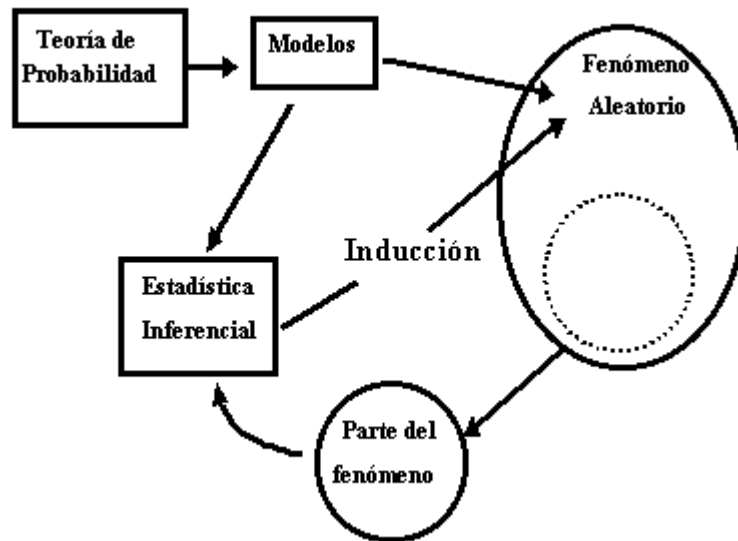 Teoría de
Probabilidad
Modelos
Fenómeno
Aleatorio
Inducción
Estadística
Inferencial
Parte del
fenómeno